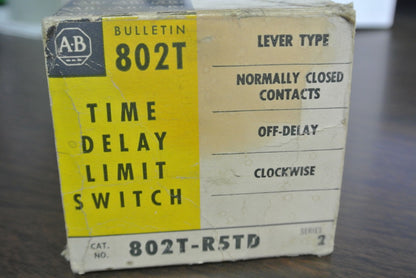 A-B
BULLETIN
802T
TIME
DELAY
LIMIT
SWITCH
LEVER TYPE
NORMALLY CLOSED
CONTACTS
OFF-DELAY
CLOCKWISE
CAT.
NO.
802T-R5TD
SERIES
2